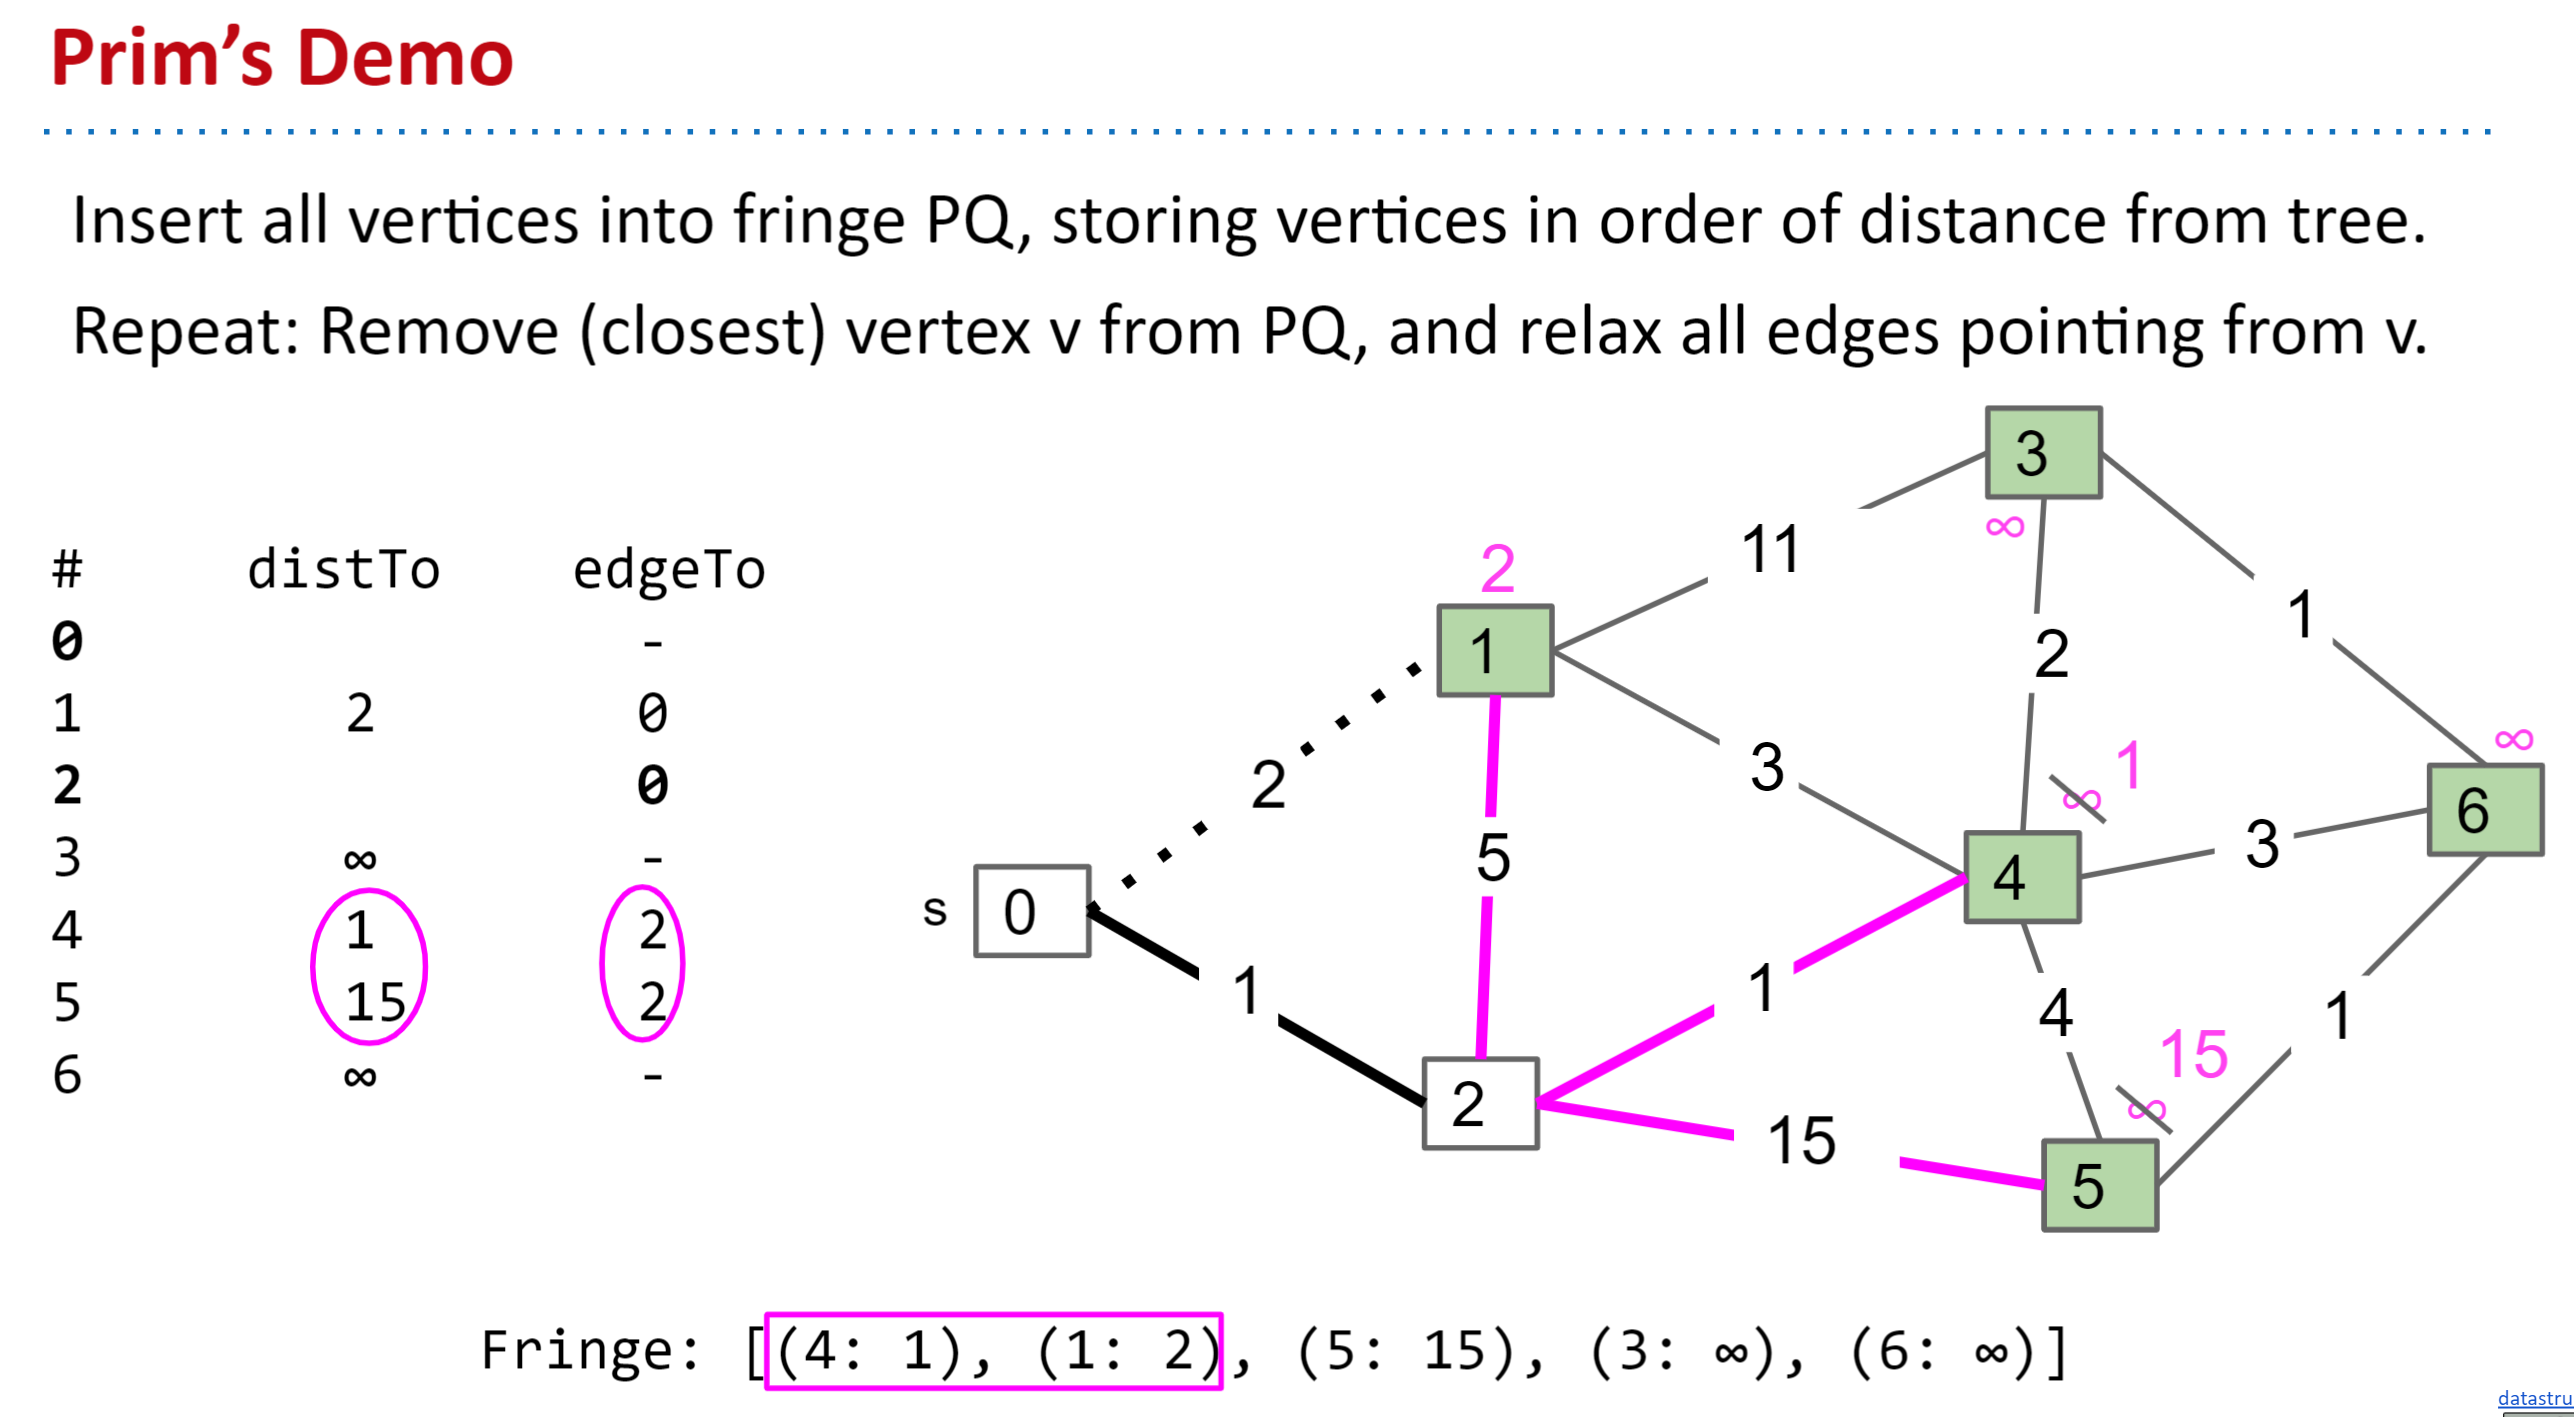 Prim’s Demo
Insert all vertices into fringe PQ, storing vertices in order of distance from tree.
Repeat: Remove (closest) vertex v from PQ, and relax all edges pointing from v.
# distTo edgeTo
0 -
1 2 0
2 0
3 ∞ -
4 1 2
5 15 2
6 ∞ -
3
∞
11
2
1
1
2
3
1
∞
6
2
5
∞ 1
4
3
s 0
1
1
4
1
2
15
15
∞
5
Fringe: [(4: 1), (1: 2), (5: 15), (3: ∞), (6: ∞)]
datastru